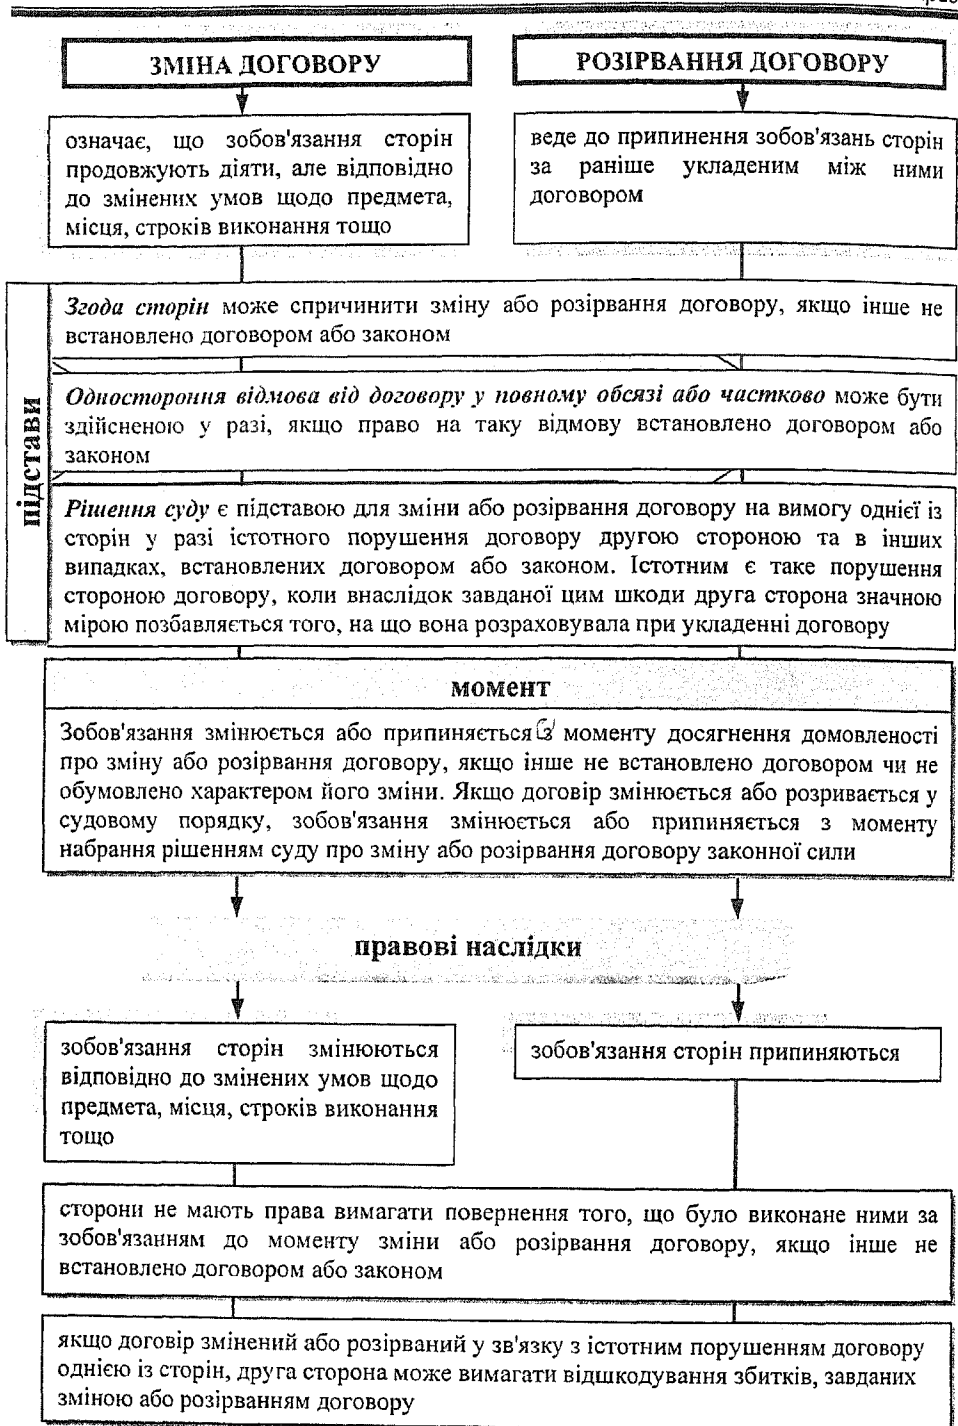 ЗМІНА ДОГОВОРУ
РОЗІРВАННЯ ДОГОВОРУ
означає, що зобов'язання сторін
продовжують діяти, але відповідно
до змінених умов щодо предмета,
місця, строків виконання тощо
веде до припинення зобов'язань сторін
за раніше укладеним між ними
договором
підстави
Згода сторін може спричинити зміну або розірвання договору, якщо інше не
встановлено договором або законом
Одностороння відмова від договору у повному обсязі або частково може бути
здійсненою у разі, якщо право на таку відмову встановлено договором або
законом
Рішення суду є підставою для зміни або розірвання договору на вимогу однієї із
сторін у разі істотного порушення договору другою стороною та в інших
випадках, встановлених договором або законом. Істотним є таке порушення
стороною договору, коли внаслідок завданої цим шкоди друга сторона значною
мірою позбавляється того, на що вона розраховувала при укладенні договору
момент
Зобов'язання змінюється або припиняється з моменту досягнення домовленості
про зміну або розірвання договору, якщо інше не встановлено договором чи не
обумовлено характером його зміни. Якщо договір змінюється або розривається у
судовому порядку, зобов'язання змінюється або припиняється з моменту
набрання рішенням суду про зміну або розірвання договору законної сили
правові наслідки
зобов'язання сторін змінюються
відповідно до змінених умов щодо
предмета, місця, строків виконання
тощо
зобов'язання сторін припиняються
сторони не мають права вимагати повернення того, що було виконане ними за
зобов'язанням до моменту зміни або розірвання договору, якщо інше не
встановлено договором або законом
якщо договір змінений або розірваний у зв'язку з істотним порушенням договору
однією із сторін, друга сторона може вимагати відшкодування збитків, завданих
зміною або розірванням договору